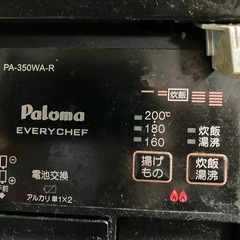 PA-350WA-R
炊飯
Paloma
EVERYCHEF
200℃
180
160
炊飯
湯沸
電池交換
アルカリ単1×2
揚げ
もの
炊飯
湯沸